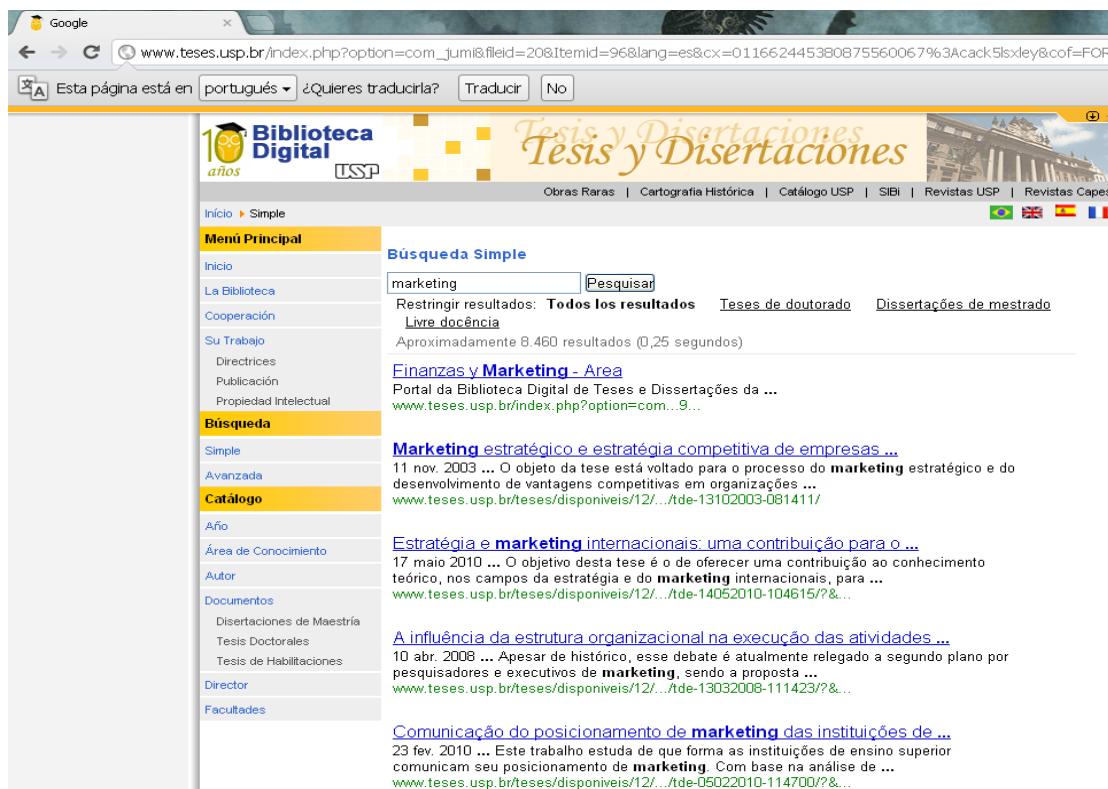 Google
www.teses.usp.br/index.php?option=com_jumi&fileid=20&Itemid=96&lang=es&cx=011662445380875560067%3Acack5lsxley&cof=FOR
Esta página está en português ¿Quieres traducirla? Traducir No
10 años Biblioteca Digital USP
Tesis y Disertaciones
Obras Raras | Cartografia Histórica | Catálogo USP | SIBi | Revistas USP | Revistas Capes
Início Simple
Menú Principal
Inicio
La Biblioteca
Cooperación
Su Trabajo
Directrices
Publicación
Propiedad Intelectual
Búsqueda
Simple
Avanzada
Catálogo
Año
Área de Conocimiento
Autor
Documentos
Disertaciones de Maestría
Tesis Doctorales
Tesis de Habilitaciones
Director
Facultades
Búsqueda Simple
marketing Pesquisar
Restringir resultados: Todos los resultados Teses de doutorado Dissertações de mestrado
Livre docência
Aproximadamente 8.460 resultados (0,25 segundos)
Finanzas y Marketing - Area
Portal da Biblioteca Digital de Teses e Dissertações da ...
www.teses.usp.br/index.php?option=com...9...
Marketing estratégico e estratégia competitiva de empresas ...
11 nov. 2003 ... O objeto da tese está voltado para o processo do marketing estratégico e do
desenvolvimento de vantagens competitivas em organizações ...
www.teses.usp.br/teses/disponiveis/12/.../tde-13102003-081411/
Estratégia e marketing internacionais: uma contribuição para o ...
17 maio 2010 ... O objetivo desta tese é o de oferecer uma contribuição ao conhecimento
teórico, nos campos da estratégia e do marketing internacionais, para ...
www.teses.usp.br/teses/disponiveis/12/.../tde-14052010-104615/?&...
A influência da estrutura organizacional na execução das atividades ...
10 abr. 2008 ... Apesar de histórico, esse debate é atualmente relegado a segundo plano por
pesquisadores e executivos de marketing, sendo a proposta ...
www.teses.usp.br/teses/disponiveis/12/.../tde-13032008-111423/?&...
Comunicação do posicionamento de marketing das instituições de ...
23 fev. 2010 ... Este trabalho estuda de que forma as instituições de ensino superior
comunicam seu posicionamento de marketing. Com base na análise de ...
www.teses.usp.br/teses/disponiveis/12/.../tde-05022010-114700/?&...